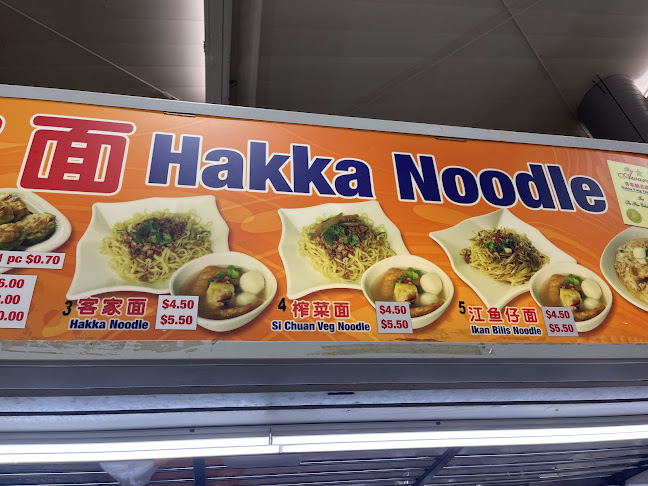 面 Hakka Noodle
1 pc $0.70
3 客家面
Hakka Noodle
$4.50
$5.50
4 榨菜面
Si Chuan Veg Noodle
$4.50
$5.50
5 江鱼仔面
Ikan Bills Noodle
$4.50
$5.50